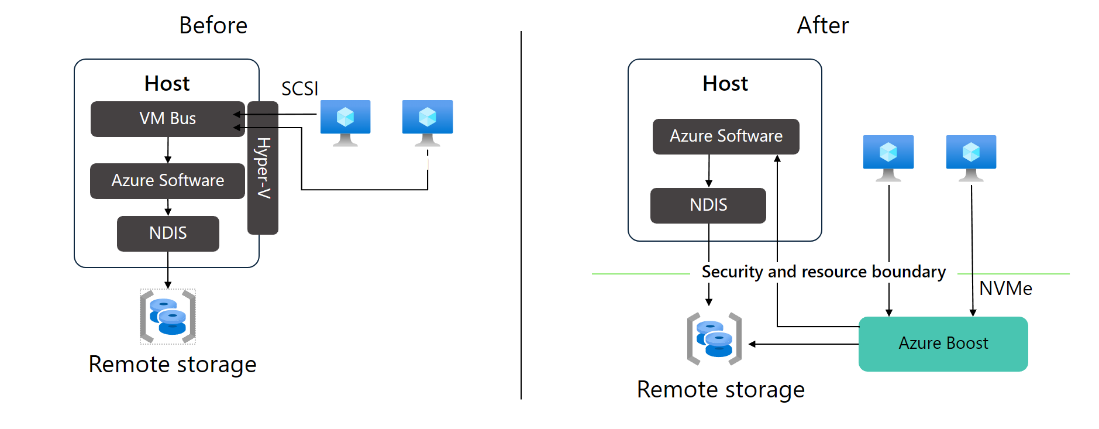 Before
Host
SCSI
VM Bus
Hyper-V
Azure Software
NDIS
Remote storage
After
Host
Azure Software
NDIS
Security and resource boundary
NVMe
Azure Boost
Remote storage